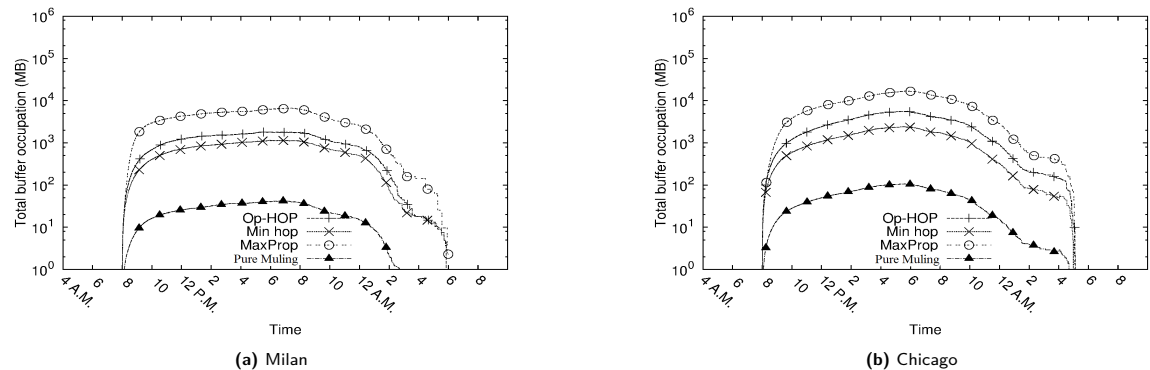 10^6
10^5
10^4
10^3
10^2
10^1
10^0
Total buffer occupation (MB)
Op-HOP
Min hop
MaxProp
Pure Muling
4 A.M.
6
8
10
12 P.M.
2
4
6
8
10
12 A.M.
2
4
6
8
Time
(a) Milan
10^6
10^5
10^4
10^3
10^2
10^1
10^0
Total buffer occupation (MB)
Op-HOP
Min hop
MaxProp
Pure Muling
4 A.M.
6
8
10
12 P.M.
2
4
6
8
10
12 A.M.
2
4
6
8
Time
(b) Chicago